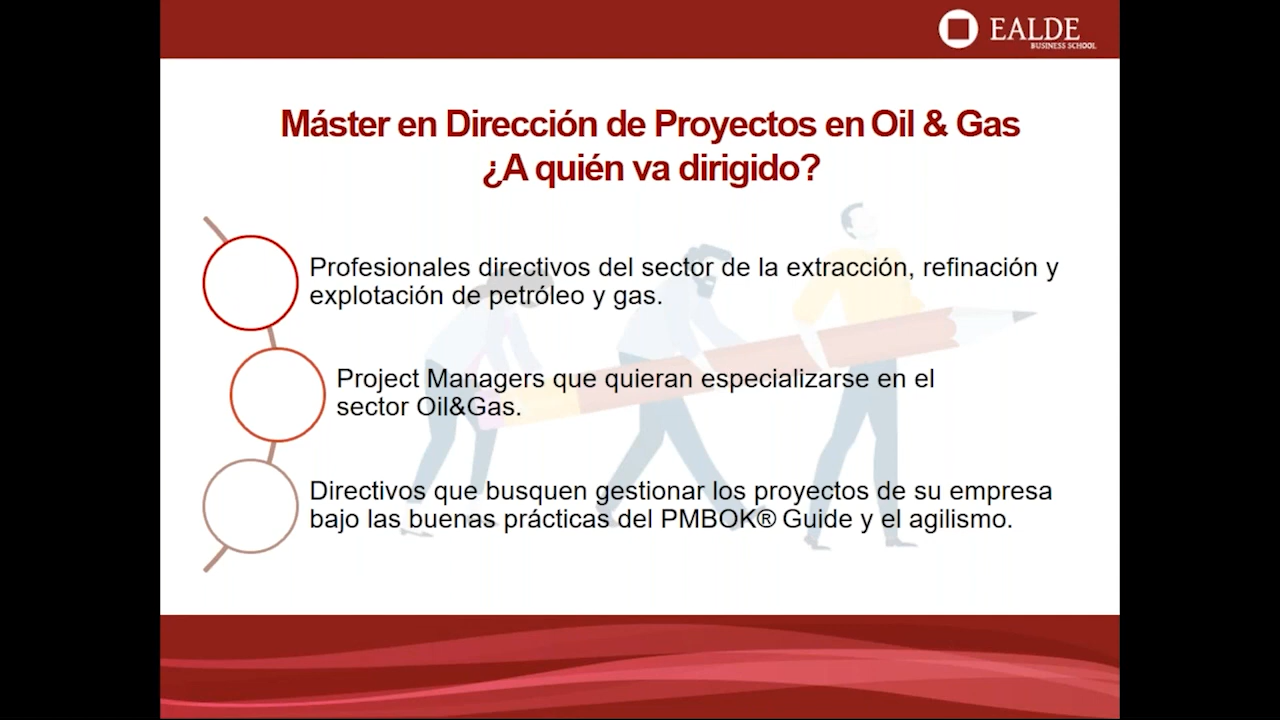 EALDE
BUSINESS SCHOOL
Máster en Dirección de Proyectos en Oil & Gas
¿A quién va dirigido?
Profesionales directivos del sector de la extracción, refinación y
explotación de petróleo y gas.
Project Managers que quieran especializarse en el
sector Oil&Gas.
Directivos que busquen gestionar los proyectos de su empresa
bajo las buenas prácticas del PMBOK® Guide y el agilismo.